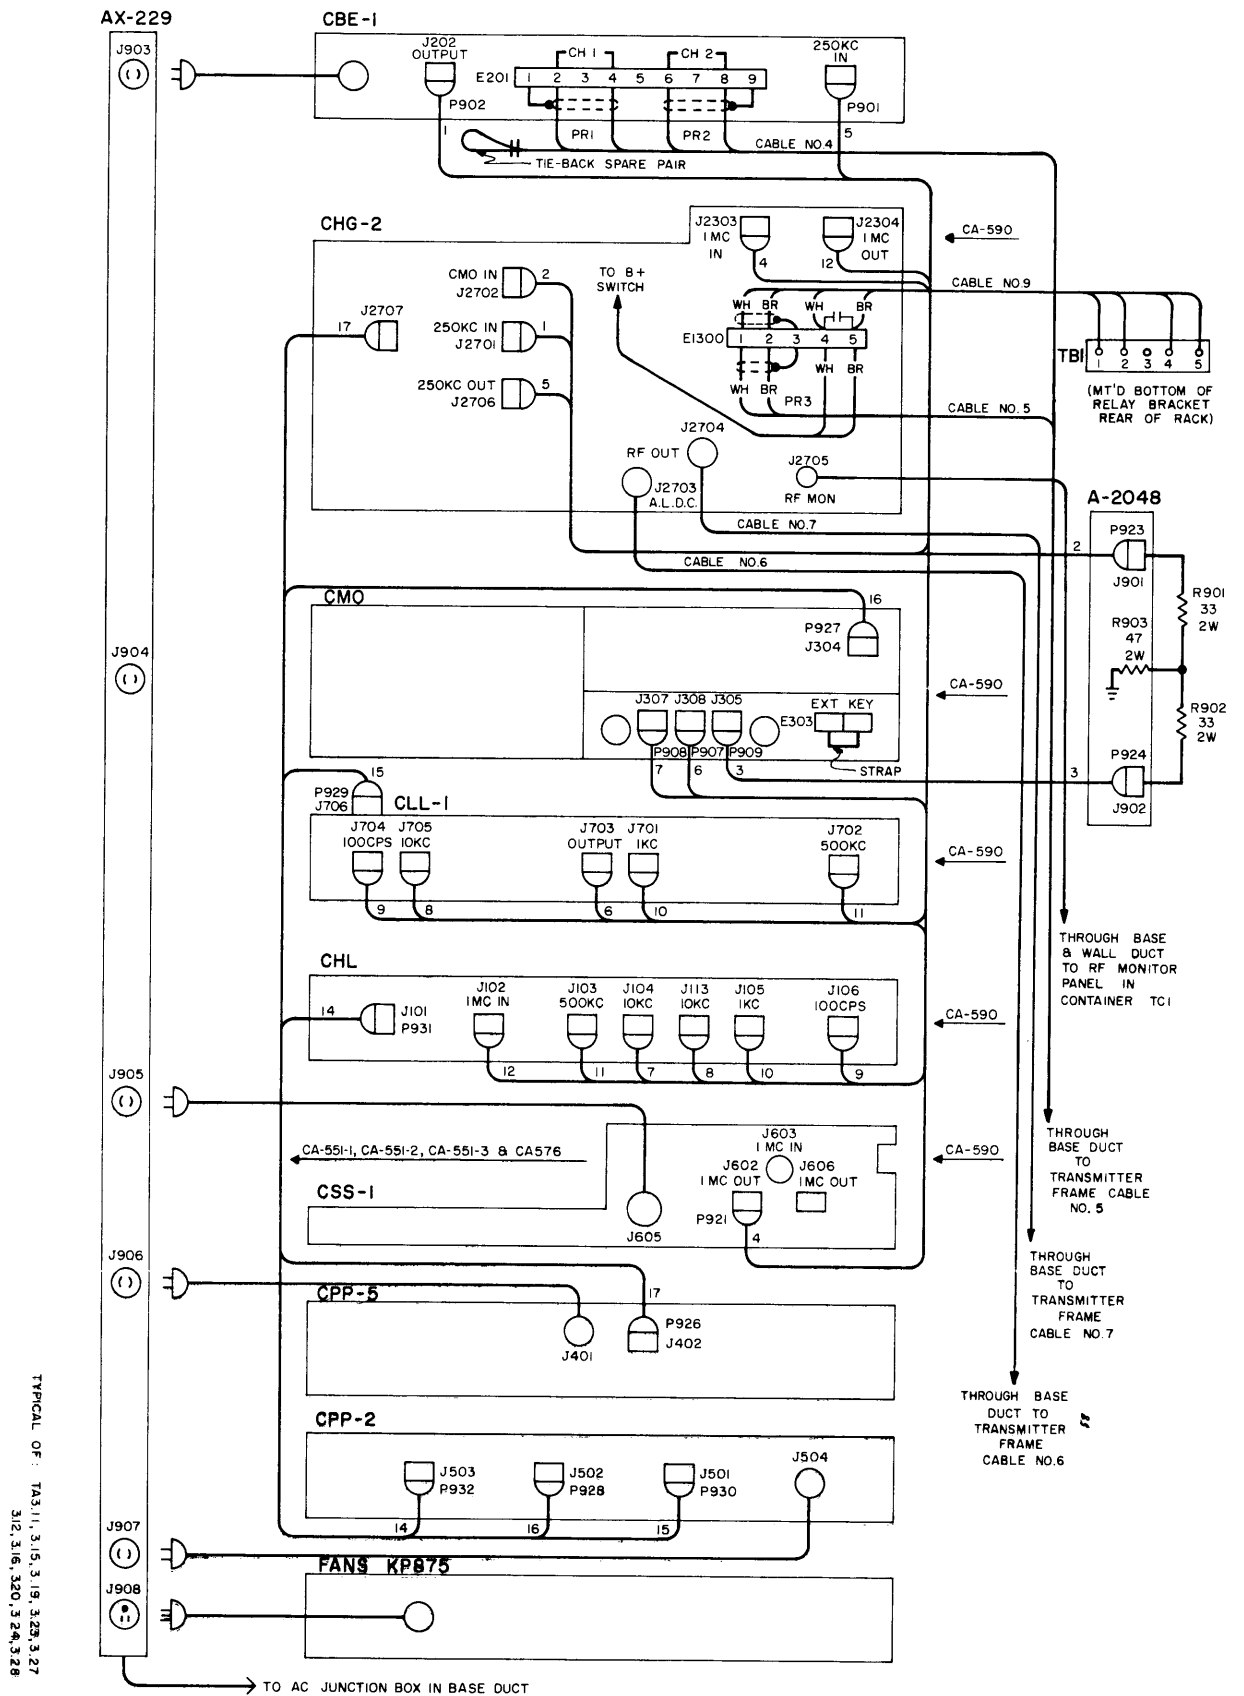 AX-229
J903
CBE-1
J202
OUTPUT
P902
1
E201
CH 1
CH 2
1 2 3 4 5 6 7 8 9
PR1
PR2
250KC
IN
P901
5
CABLE NO.4
TIE-BACK SPARE PAIR
CHG-2
J2303
1 MC
IN
4
J2304
1 MC
OUT
12
CA-590
CMO IN
J2702
2
TO B+
SWITCH
17
J2707
250KC IN
J2701
1
250KC OUT
J2706
5
WH BR WH BR
E1300
1 2 3 4 5
WH BR
WH BR
PR3
CABLE NO.9
TB1
1 2 3 4 5
(MT'D BOTTOM OF
RELAY BRACKET
REAR OF RACK)
CABLE NO.5
J2704
RF OUT
J2703
A.L.D.C.
J2705
RF MON
CABLE NO.7
CABLE NO.6
A-2048
2
P923
J901
R901
33
2W
R903
47
2W
R902
33
2W
P924
J902
3
CMO
16
P927
J304
J904
CA-590
J307 J308 J305
E303
EXT KEY
P908 P907 P909
7 6 3
STRAP
15
P929
J706
CLL-1
J704
100CPS
J705
10KC
J703
OUTPUT
J701
1KC
J702
500KC
9 8 6 10 11
CA-590
THROUGH BASE
& WALL DUCT
TO RF MONITOR
PANEL IN
CONTAINER TC1
CHL
14
J101
P931
J102
1MC IN
J103
500KC
J104
10KC
J113
10KC
J105
1KC
J106
100CPS
12 11 7 8 10 9
CA-590
J905
CA-551-1, CA-551-2, CA-551-3 & CA576
CSS-1
J603
1 MC IN
J602
1 MC OUT
J606
1MC OUT
P921
4
J605
CA-590
THROUGH
BASE DUCT
TO
TRANSMITTER
FRAME CABLE
NO. 5
J906
CPP-5
17
P926
J402
J401
THROUGH
BASE DUCT
TO
TRANSMITTER
FRAME
CABLE NO.7
CPP-2
J503
P932
J502
P928
J501
P930
J504
14 16 15
THROUGH BASE
DUCT TO
TRANSMITTER
FRAME
CABLE NO.6
J907
FANS KP875
J908
TO AC JUNCTION BOX IN BASE DUCT
TYPICAL OF: TA3.11, 3.15, 3.19, 3.23, 3.27
3.12, 3.16, 3.20, 3.24, 3.28